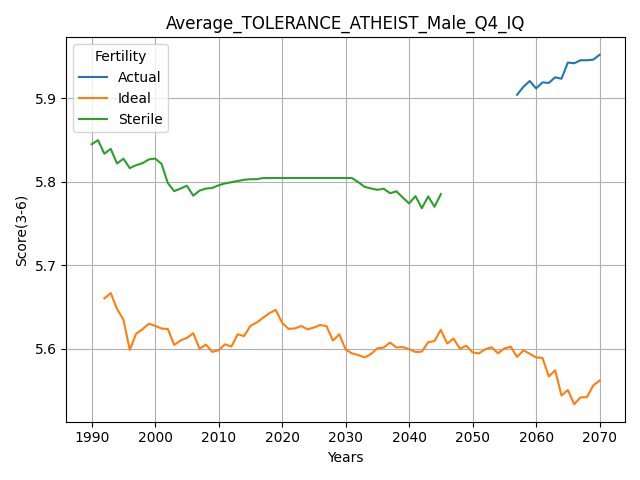 Average_TOLERANCE_ATHEIST_Male_Q4_IQ
Fertility
Actual
Ideal
Sterile
Score(3-6)
5.9
5.8
5.7
5.6
1990 2000 2010 2020 2030 2040 2050 2060 2070
Years